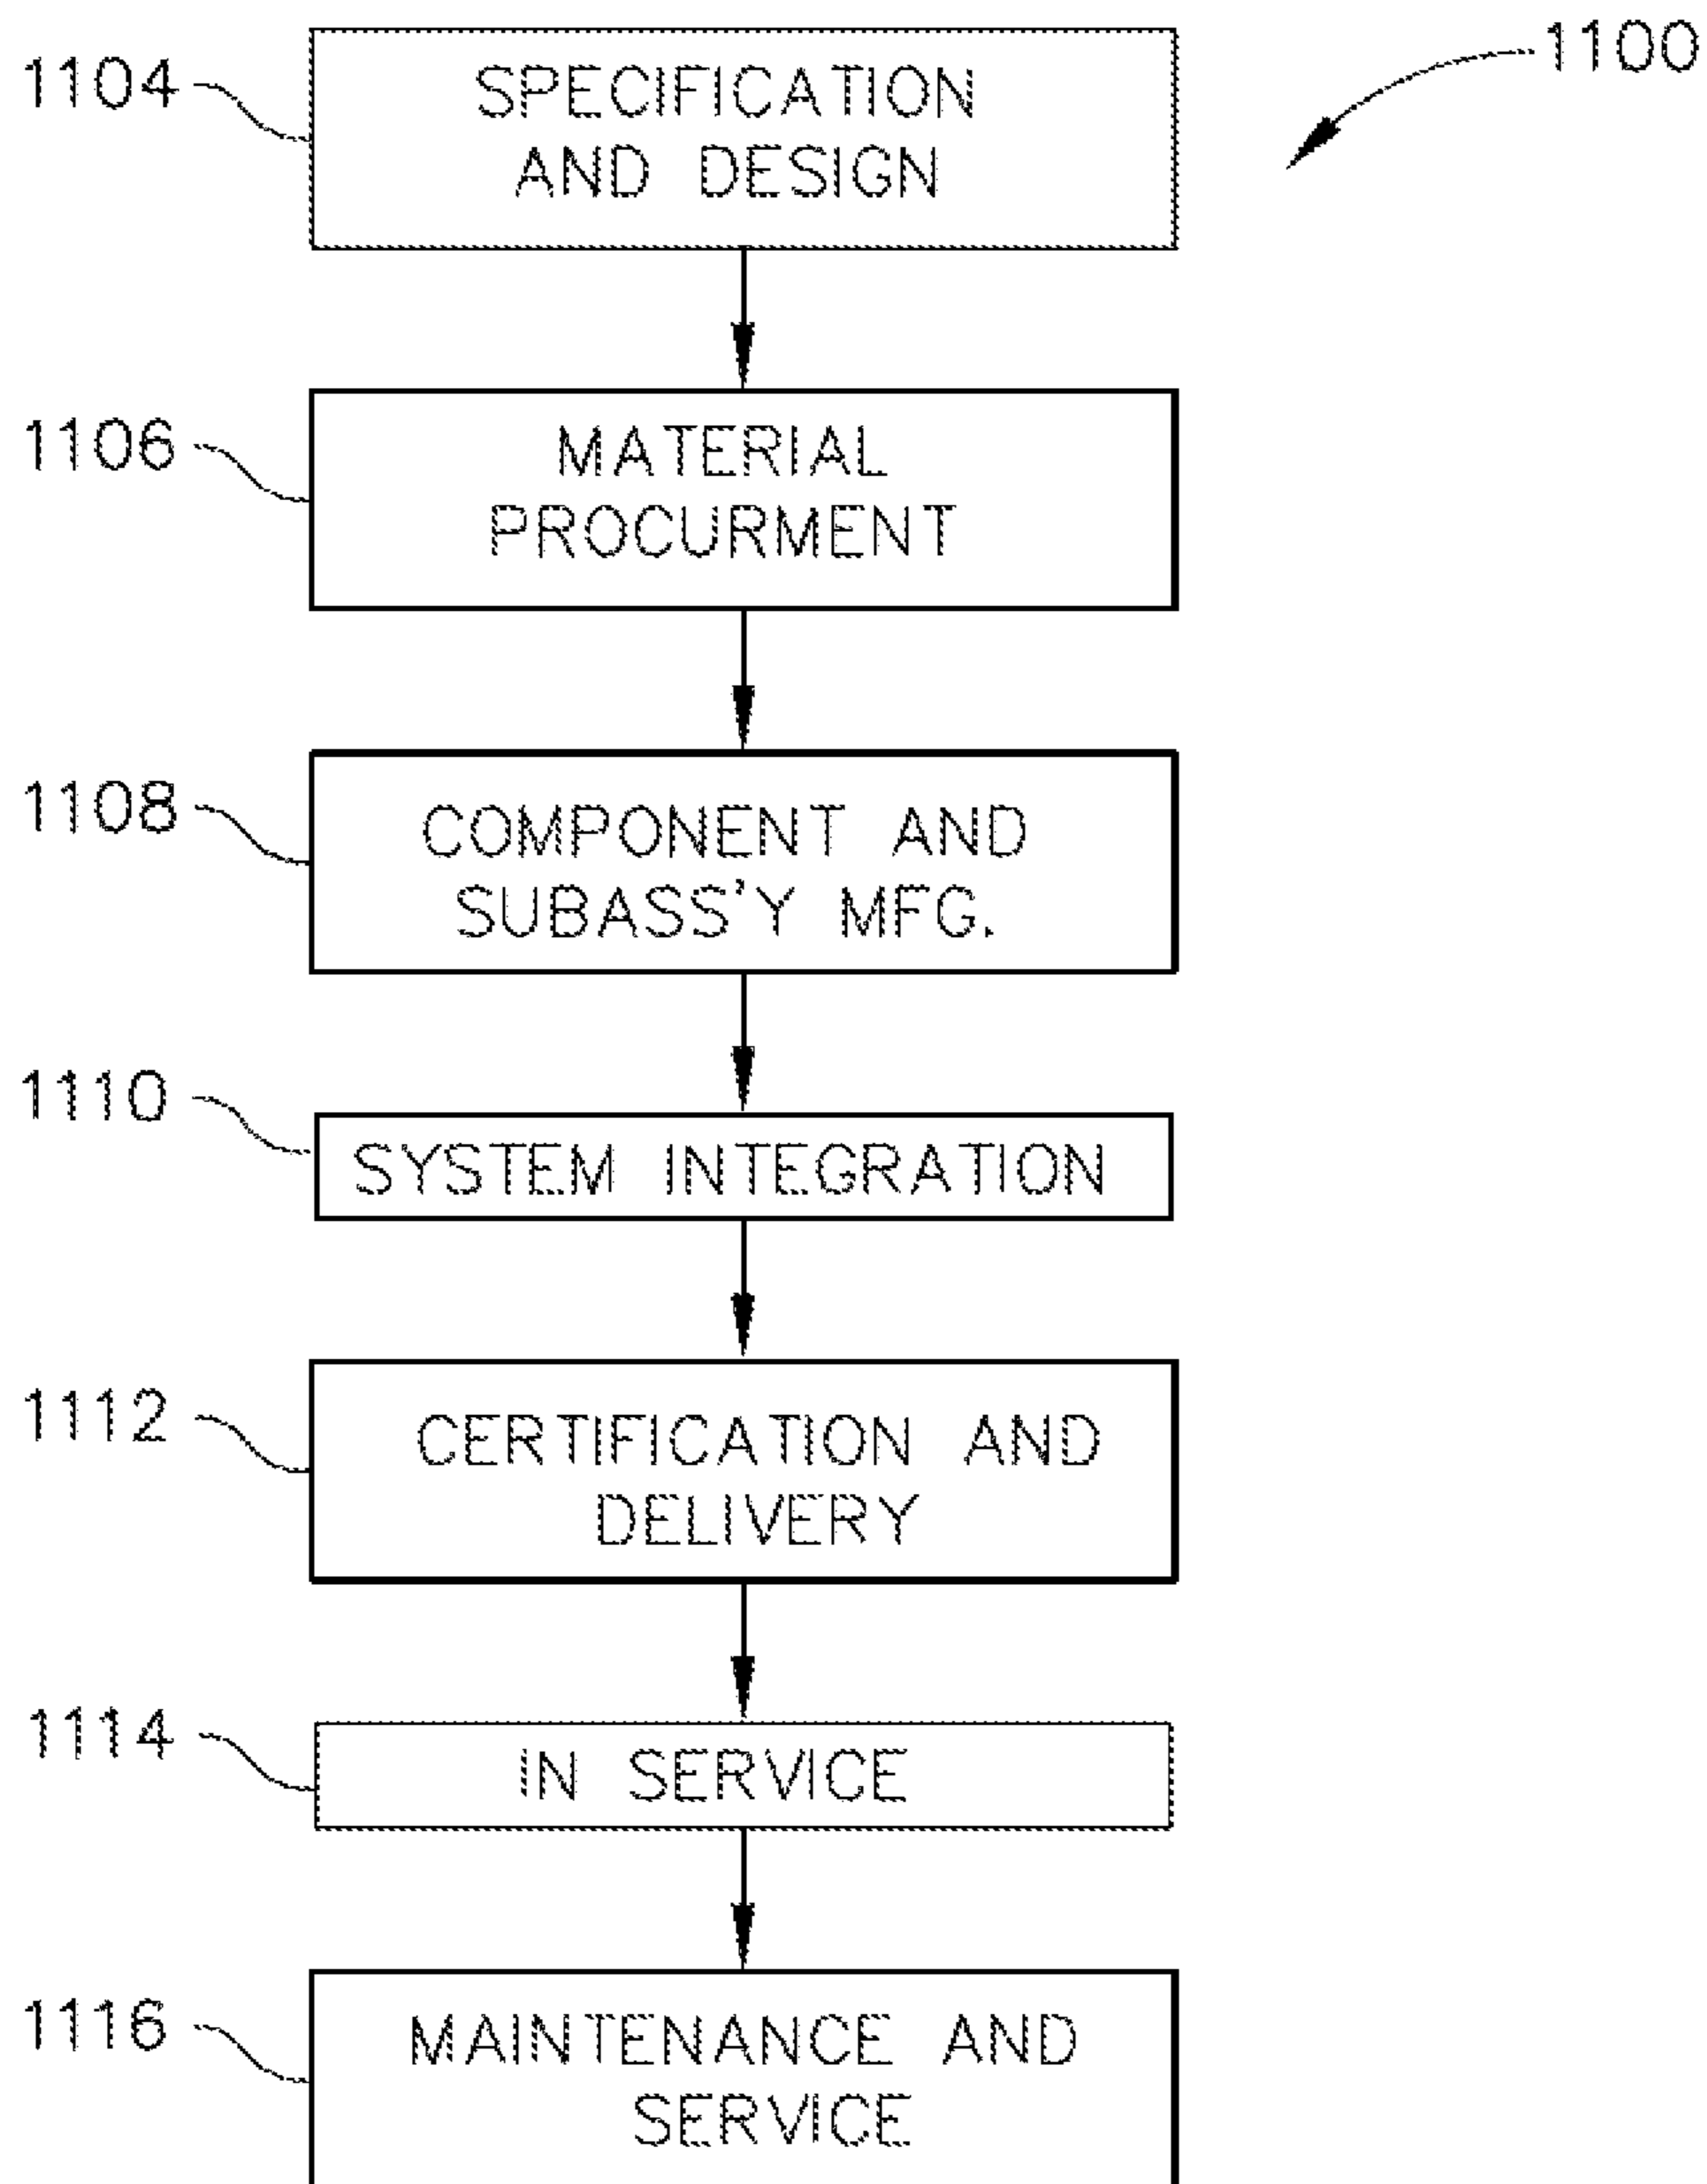 1100
1104
SPECIFICATION
AND DESIGN
1106
MATERIAL
PROCURMENT
1108
COMPONENT AND
SUBASS'Y MFG.
1110
SYSTEM INTEGRATION
1112
CERTIFICATION AND
DELIVERY
1114
IN SERVICE
1116
MAINTENANCE AND
SERVICE